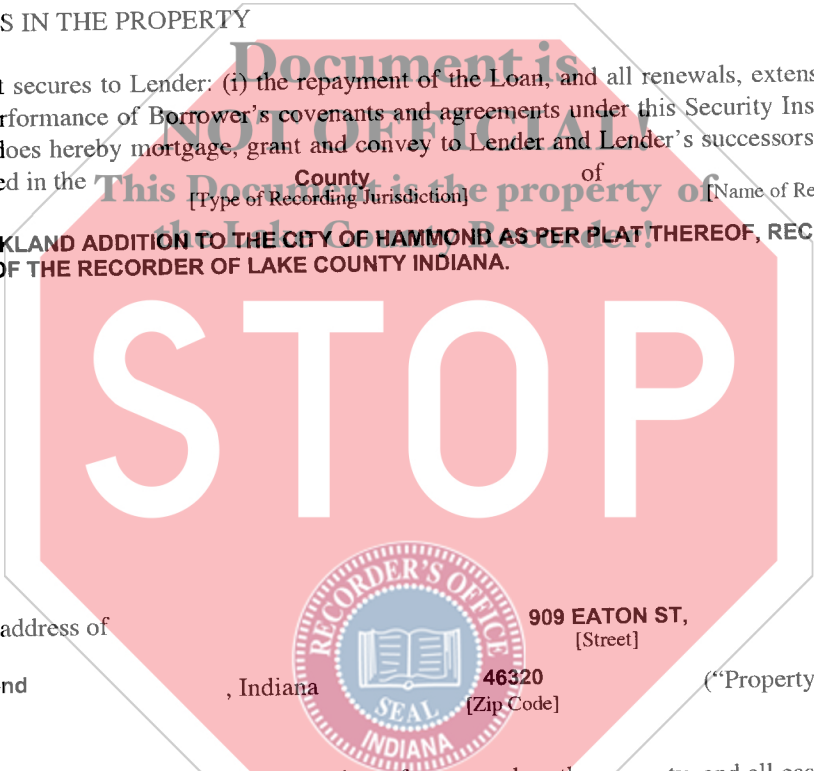 S IN THE PROPERTY
Document is
t secures to Lender: (i) the repayment of the Loan, and all renewals, extens
rformance of Borrower's covenants and agreements under this Security Ins
NOT OFFICIAL!
does hereby mortgage, grant and convey to Lender and Lender's successors
ed in the County of
This Document is the property of
[Type of Recording Jurisdiction] [Name of Re
the Lake County Recorder!
KLAND ADDITION TO THE CITY OF HAMMOND AS PER PLAT THEREOF, REC
OF THE RECORDER OF LAKE COUNTY INDIANA.
STOP
RECORDER'S OFFICE
SEAL
INDIANA
address of 909 EATON ST,
[Street]
nd , Indiana 46320 ("Property
[Zip Code]